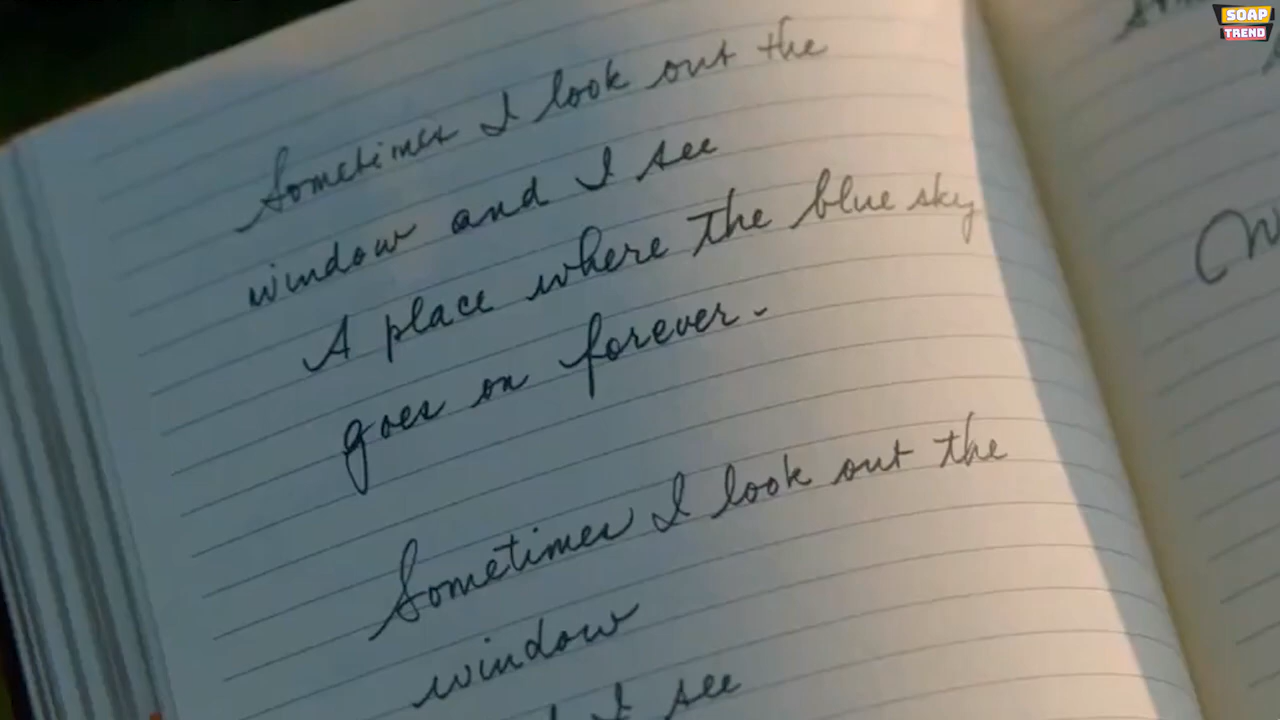 Sometimes I look out the
window and I see
A place where the blue sky
goes on forever.
Sometimes I look out the
window
I see
SOAP
TREND